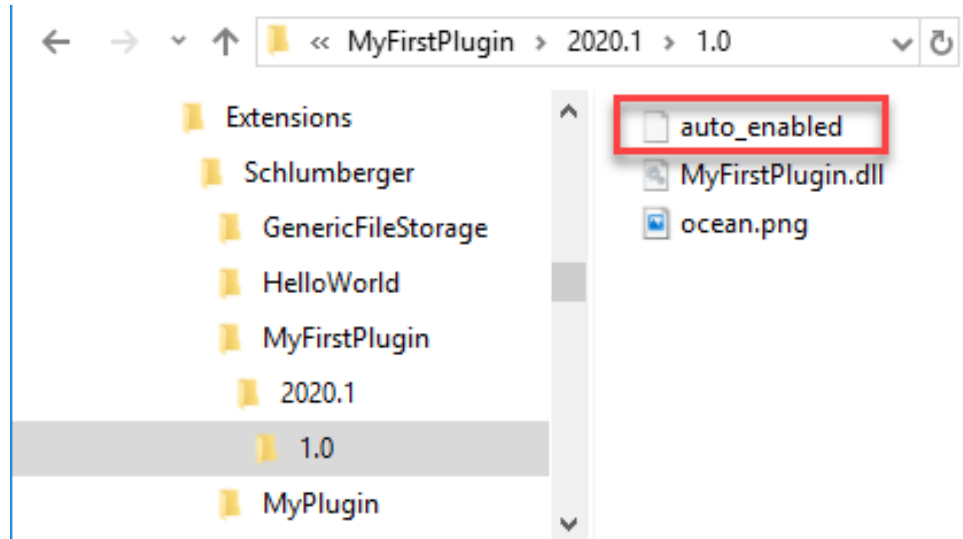 « MyFirstPlugin > 2020.1 > 1.0
Extensions
Schlumberger
GenericFileStorage
HelloWorld
MyFirstPlugin
2020.1
1.0
MyPlugin
auto_enabled
MyFirstPlugin.dll
ocean.png